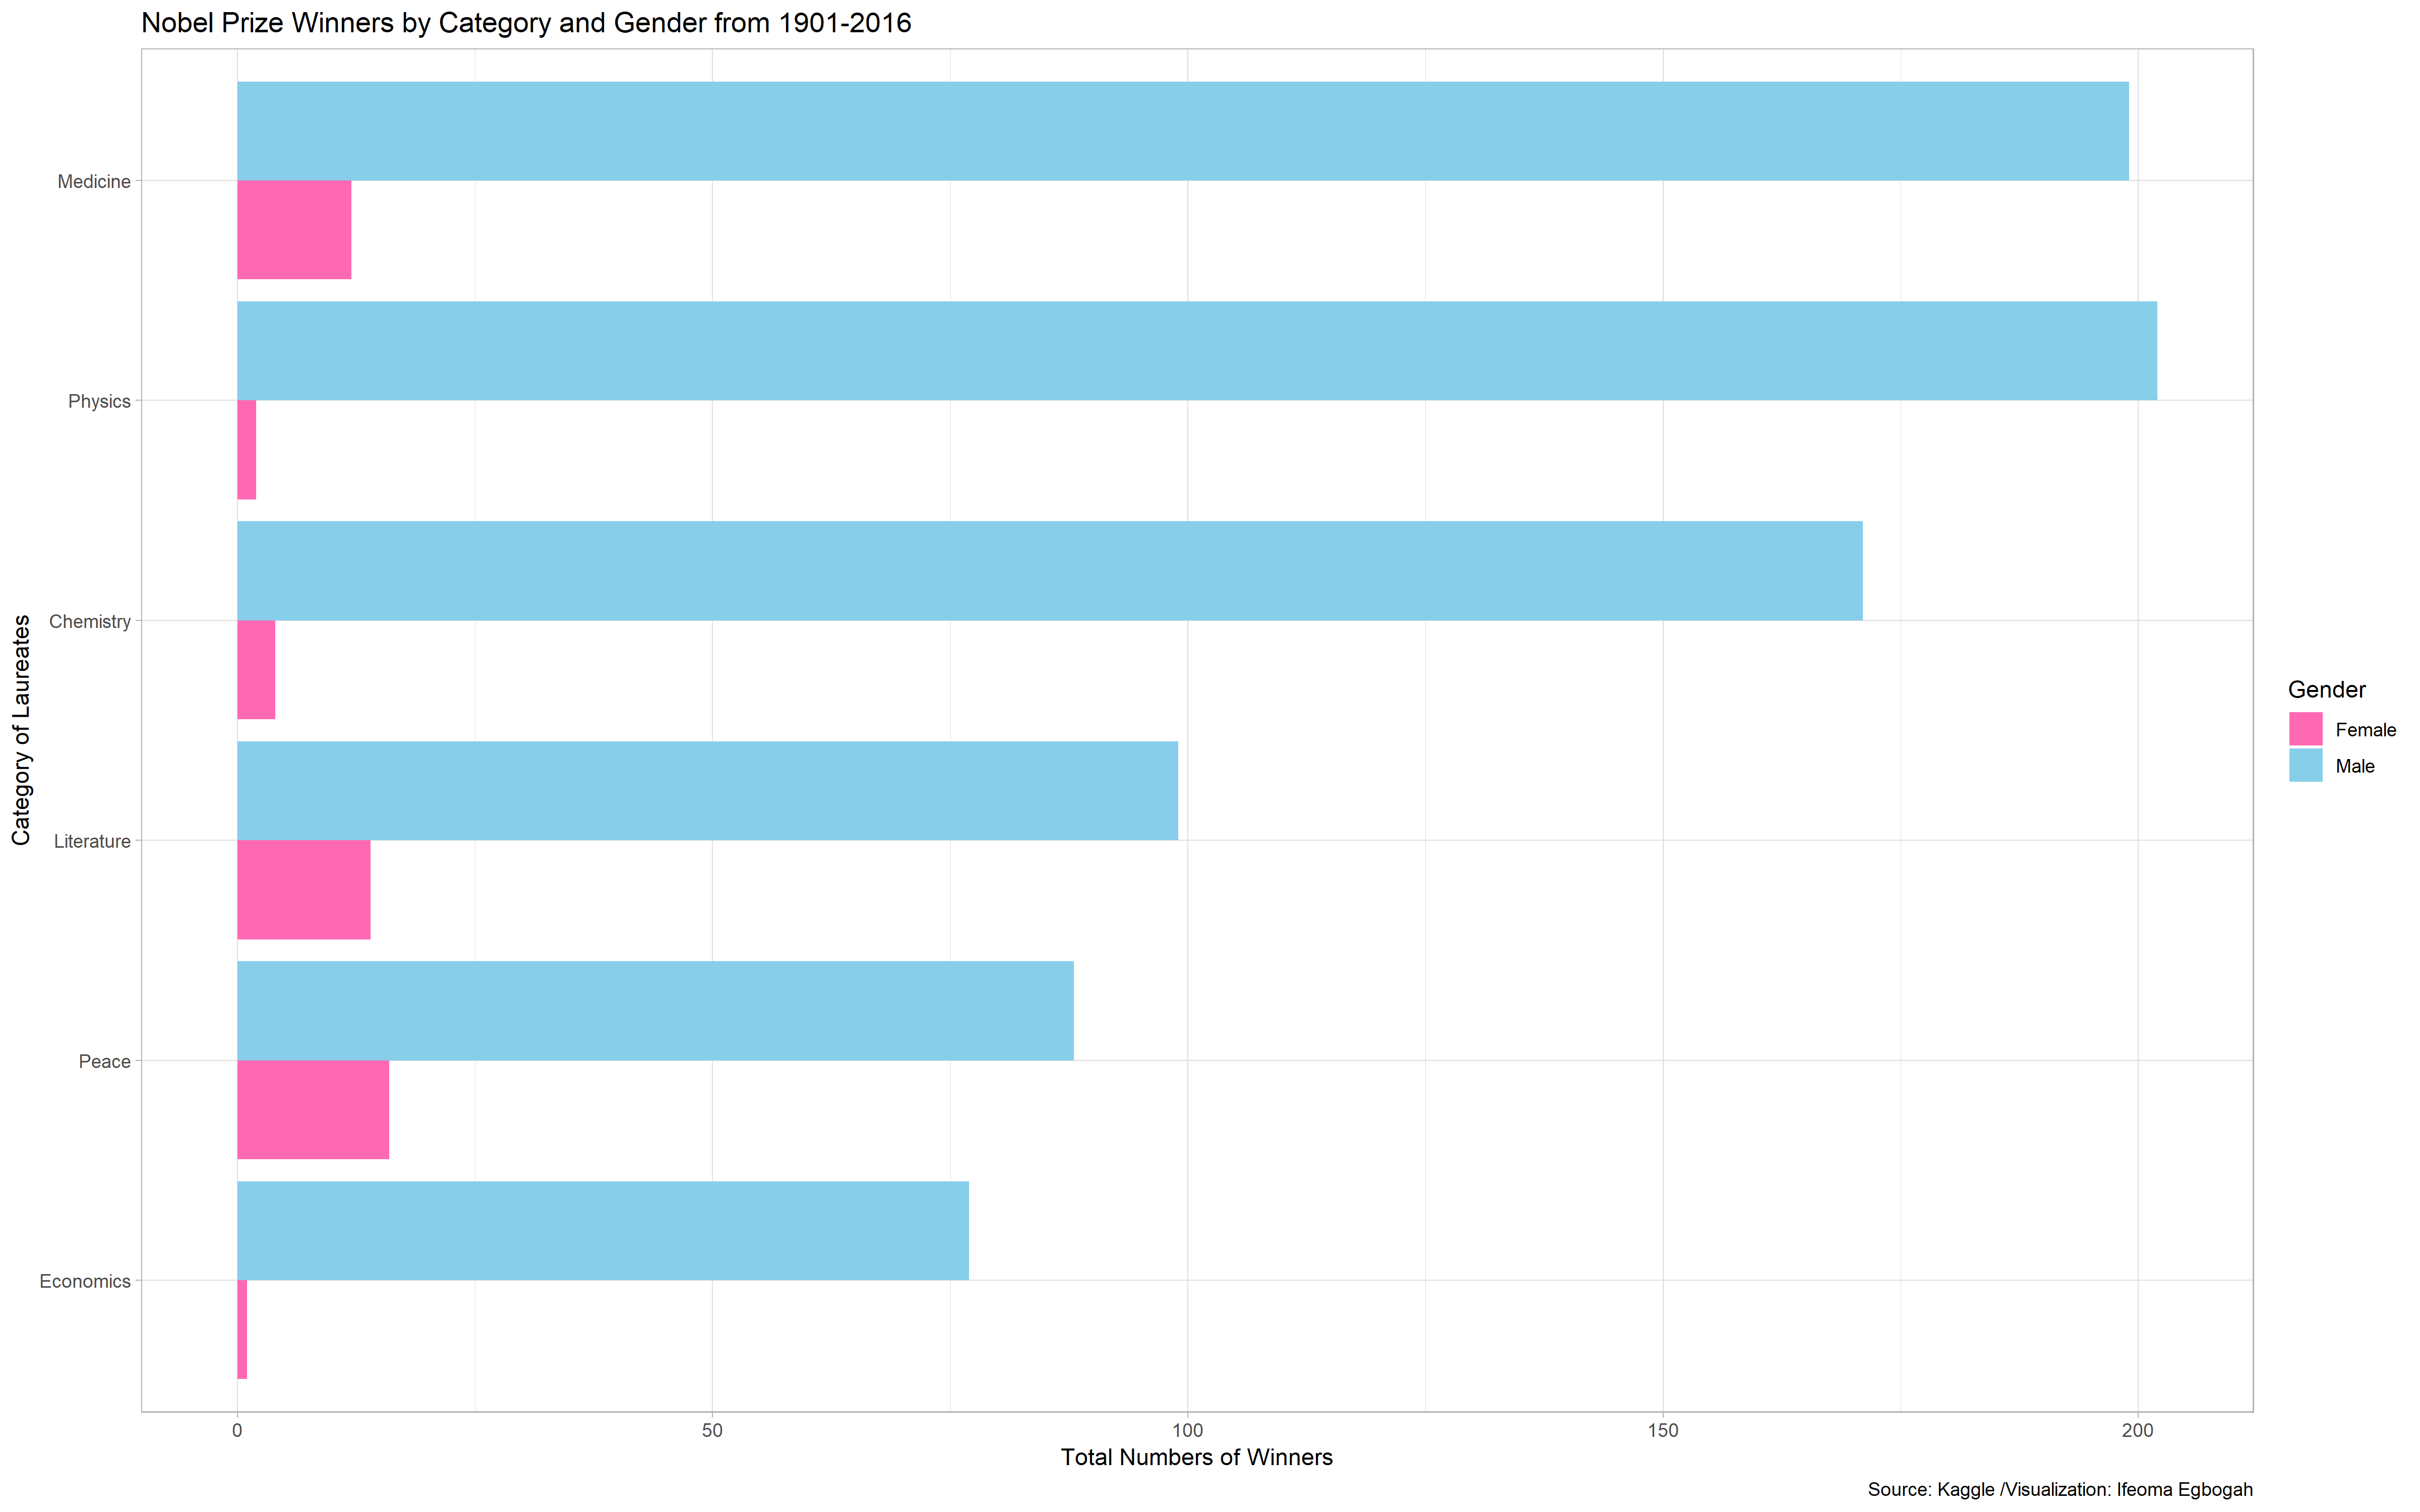 Nobel Prize Winners by Category and Gender from 1901-2016
Category of Laureates
Medicine
Physics
Chemistry
Literature
Peace
Economics
0 50 100 150 200
Total Numbers of Winners
Gender
Female
Male
Source: Kaggle /Visualization: Ifeoma Egbogah